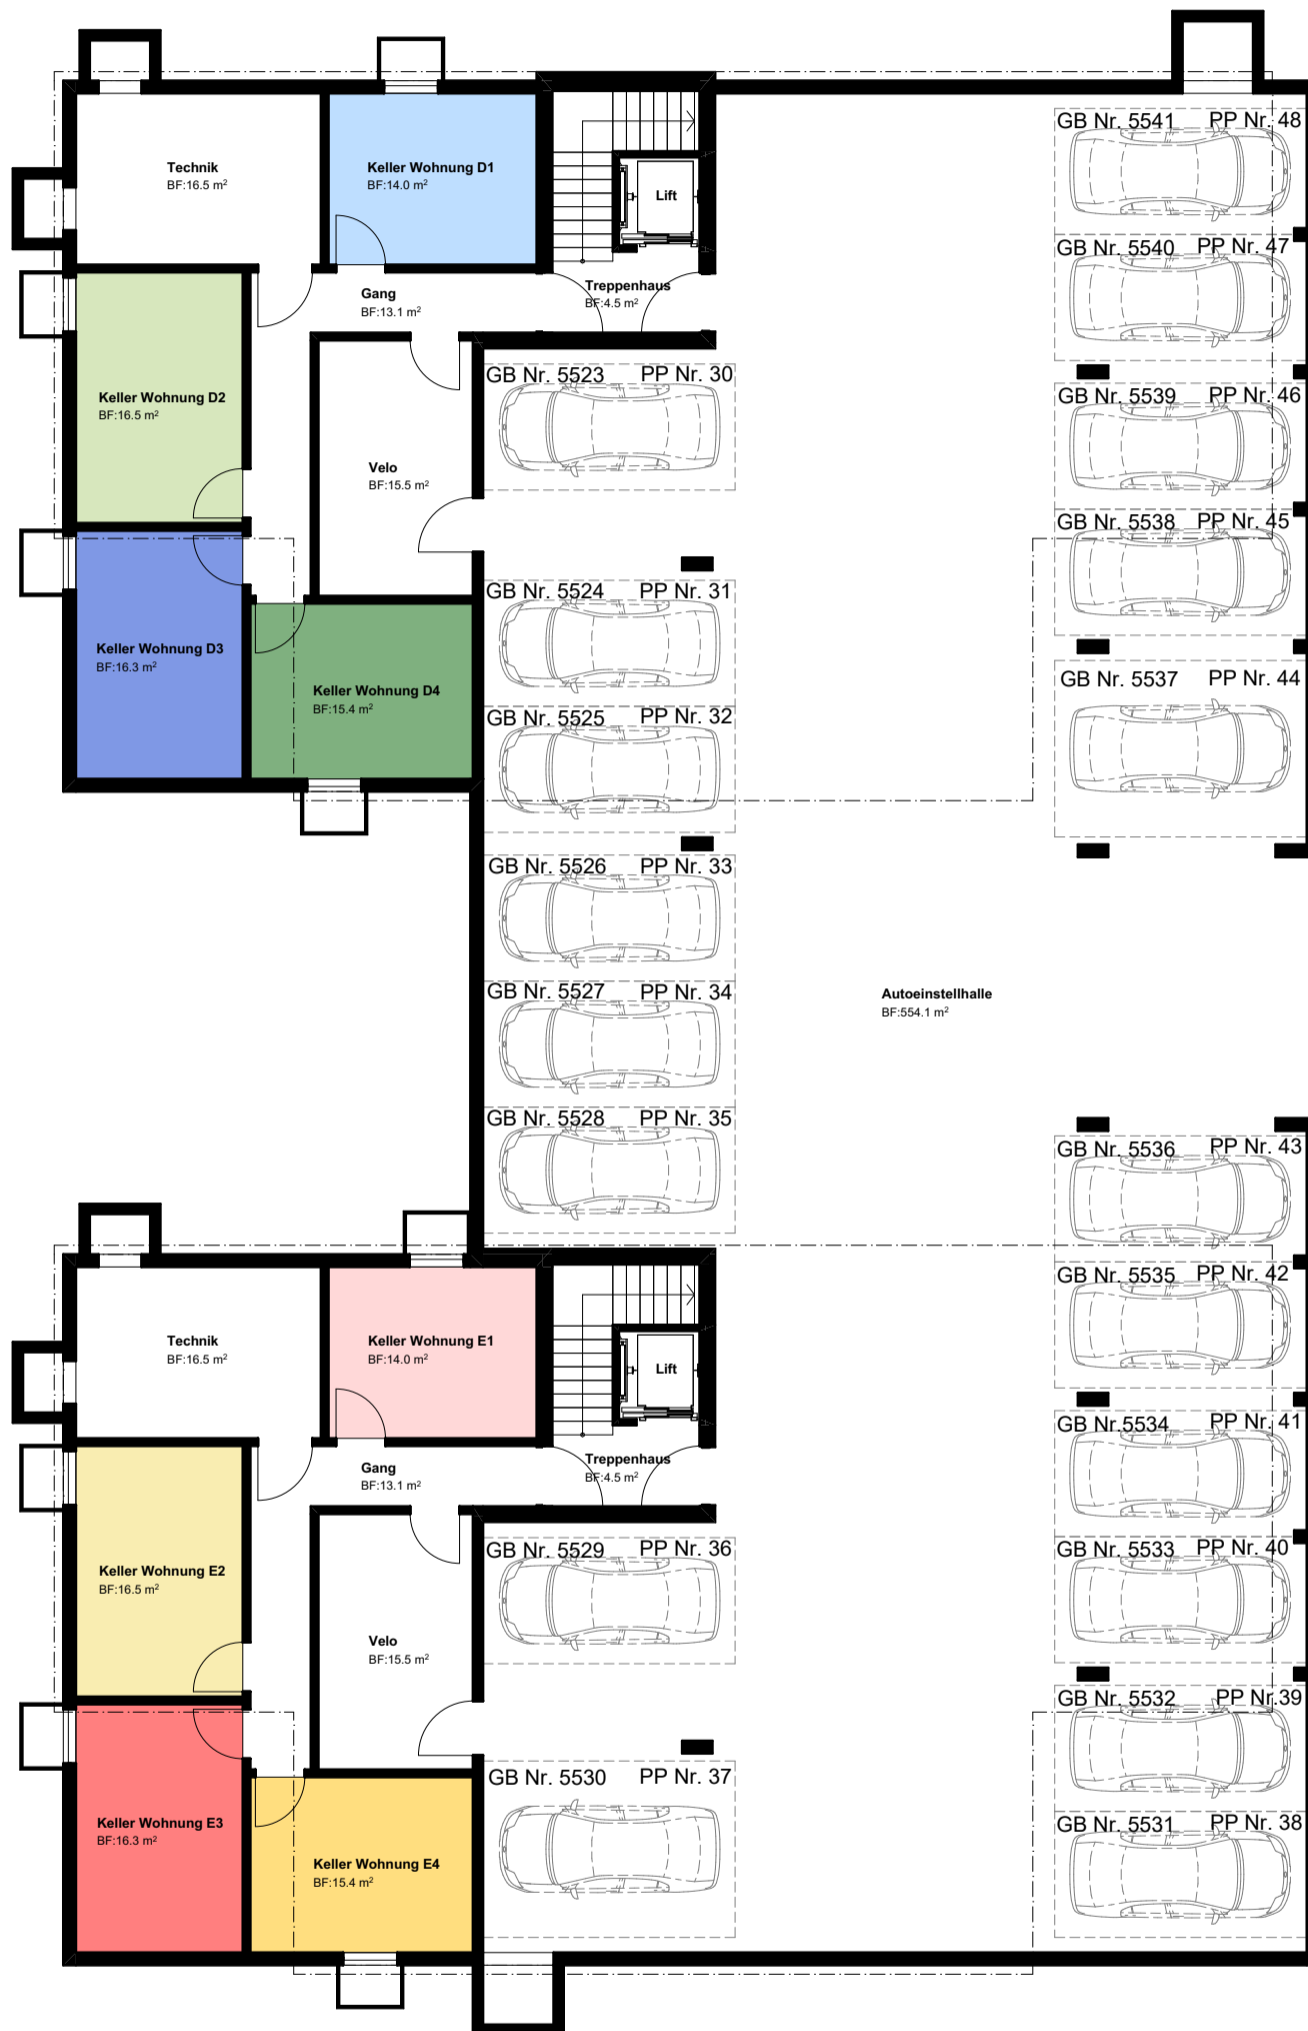 GB Nr. 5541 PP Nr. 48
Technik
BF:16.5 m²
Keller Wohnung D1
BF:14.0 m²
Lift
GB Nr. 5540 PP Nr. 47
Gang
BF:13.1 m²
Treppenhaus
BF:4.5 m²
GB Nr. 5523 PP Nr. 30
GB Nr. 5539 PP Nr. 46
Keller Wohnung D2
BF:16.5 m²
Velo
BF:15.5 m²
GB Nr. 5538 PP Nr. 45
GB Nr. 5524 PP Nr. 31
Keller Wohnung D3
BF:16.3 m²
Keller Wohnung D4
BF:15.4 m²
GB Nr. 5537 PP Nr. 44
GB Nr. 5525 PP Nr. 32
GB Nr. 5526 PP Nr. 33
GB Nr. 5527 PP Nr. 34
Autoeinstellhalle
BF:554.1 m²
GB Nr. 5528 PP Nr. 35
GB Nr. 5536 PP Nr. 43
GB Nr. 5535 PP Nr. 42
Technik
BF:16.5 m²
Keller Wohnung E1
BF:14.0 m²
Lift
GB Nr.5534 PP Nr. 41
Gang
BF:13.1 m²
Treppenhaus
BF:4.5 m²
GB Nr. 5529 PP Nr. 36
GB Nr. 5533 PP Nr. 40
Keller Wohnung E2
BF:16.5 m²
Velo
BF:15.5 m²
GB Nr. 5532 PP Nr.39
GB Nr. 5530 PP Nr. 37
Keller Wohnung E3
BF:16.3 m²
GB Nr. 5531 PP Nr. 38
Keller Wohnung E4
BF:15.4 m²